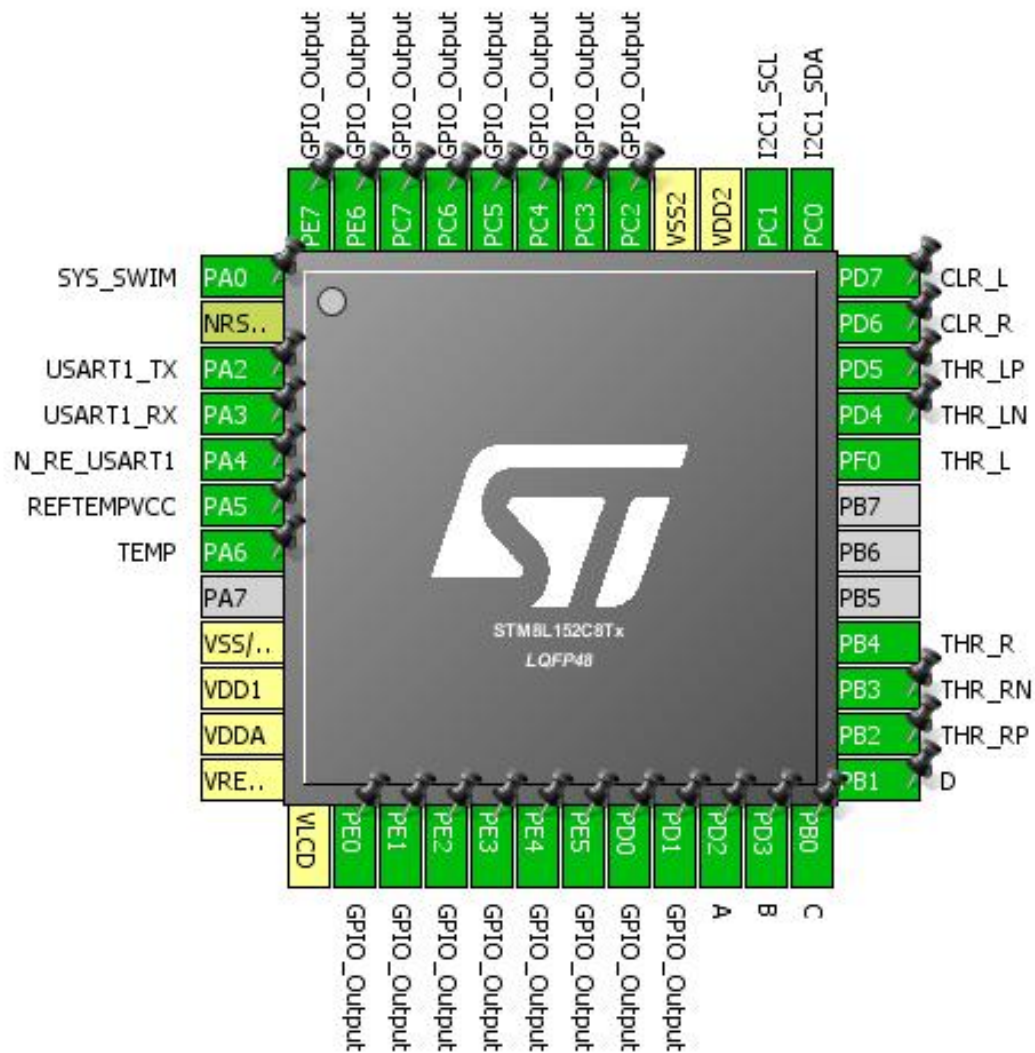 GPIO_Output
GPIO_Output
GPIO_Output
GPIO_Output
GPIO_Output
GPIO_Output
GPIO_Output
GPIO_Output
I2C1_SCL
I2C1_SDA
PE7
PE6
PC7
PC6
PC5
PC4
PC3
PC2
VSS2
VDD2
PC1
PC0
SYS_SWIM PA0
NRS..
USART1_TX PA2
USART1_RX PA3
N_RE_USART1 PA4
REFTEMPVCC PA5
TEMP PA6
PA7
VSS/..
VDD1
VDDA
VRE..
ST
STM8L152C8Tx
LQFP48
PD7 CLR_L
PD6 CLR_R
PD5 THR_LP
PD4 THR_LN
PF0 THR_L
PB7
PB6
PB5
PB4 THR_R
PB3 THR_RN
PB2 THR_RP
PB1 D
VLCD
PE0
PE1
PE2
PE3
PE4
PE5
PD0
PD1
PD2
PD3
PB0
GPIO_Output
GPIO_Output
GPIO_Output
GPIO_Output
GPIO_Output
GPIO_Output
GPIO_Output
GPIO_Output
A
B
C